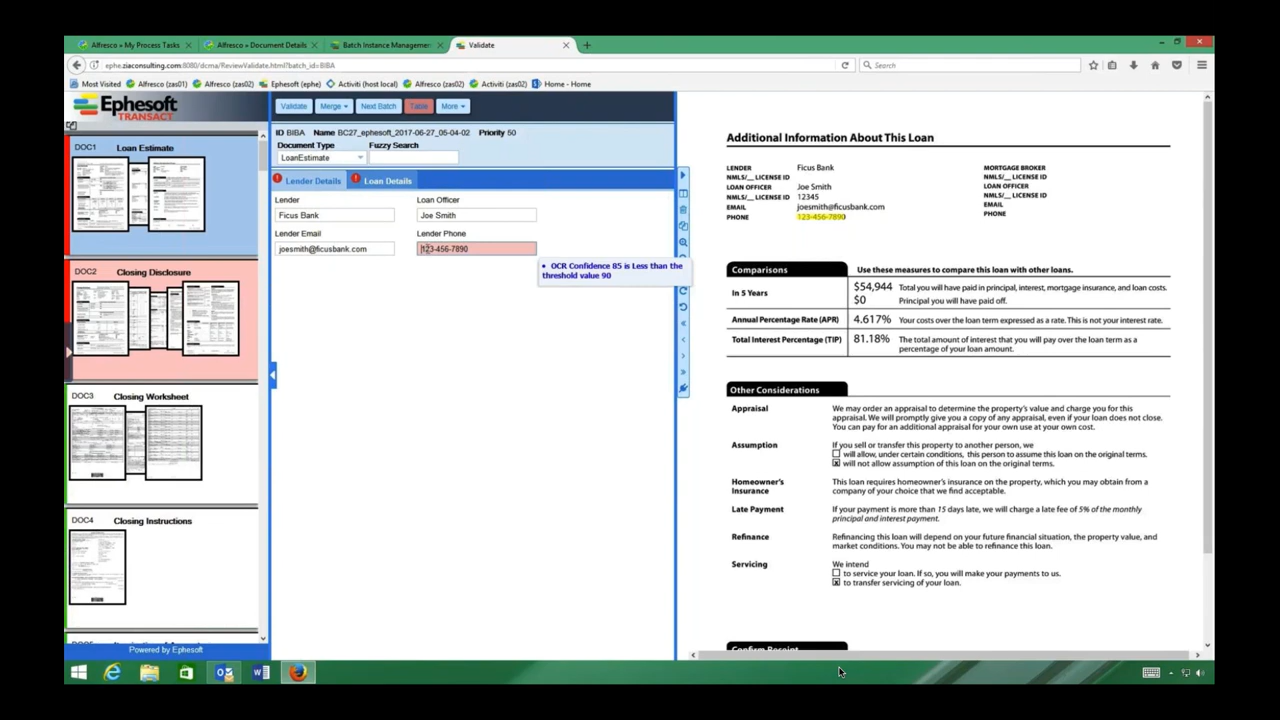 Alfresco » My Process Tasks
Alfresco » Document Details
Batch Instance Managemen
Validate
ephe.ziaconsulting.com:8080/dcma/ReviewValidate.html?batch_id=BIBA
Search
Most Visited
Alfresco (zas01)
Alfresco (zas02)
Ephesoft (ephe)
Activiti (host local)
Alfresco (zas02)
Activiti (zas02)
Home - Home
Ephesoft
TRANSACT
Validate
Merge
Next Batch
Table
More
ID BIBA Name BC27_ephesoft_2017-06-27_05-04-02 Priority 50
Document Type
Fuzzy Search
LoanEstimate
Lender Details
Loan Details
Lender
Loan Officer
Ficus Bank
Joe Smith
Lender Email
Lender Phone
joesmith@ficusbank.com
123-456-7890
• OCR Confidence 85 is Less than the
threshold value 90
DOC1
Loan Estimate
DOC2
Closing Disclosure
DOC3
Closing Worksheet
DOC4
Closing Instructions
Powered by Ephesoft
Additional Information About This Loan
LENDER Ficus Bank
NMLS/__ LICENSE ID
LOAN OFFICER Joe Smith
NMLS/__ LICENSE ID 12345
EMAIL joesmith@ficusbank.com
PHONE 123-456-7890
MORTGAGE BROKER
NMLS/__ LICENSE ID
LOAN OFFICER
NMLS/__ LICENSE ID
EMAIL
PHONE
Comparisons
Use these measures to compare this loan with other loans.
In 5 Years
$54,944 Total you will have paid in principal, interest, mortgage insurance, and loan costs.
$0 Principal you will have paid off.
Annual Percentage Rate (APR) 4.617% Your costs over the loan term expressed as a rate. This is not your interest rate.
Total Interest Percentage (TIP) 81.18% The total amount of interest that you will pay over the loan term as a
percentage of your loan amount.
Other Considerations
Appraisal
We may order an appraisal to determine the property's value and charge you for this
appraisal. We will promptly give you a copy of any appraisal, even if your loan does not close.
You can pay for an additional appraisal for your own use at your own cost.
Assumption
If you sell or transfer this property to another person, we
will allow, under certain conditions, this person to assume this loan on the original terms.
x will not allow assumption of this loan on the original terms.
Homeowner's
Insurance
This loan requires homeowner's insurance on the property, which you may obtain from a
company of your choice that we find acceptable.
Late Payment
If your payment is more than 15 days late, we will charge a late fee of 5% of the monthly
principal and interest payment.
Refinance
Refinancing this loan will depend on your future financial situation, the property value, and
market conditions. You may not be able to refinance this loan.
Servicing
We intend
to service your loan. If so, you will make your payments to us.
x to transfer servicing of your loan.
Confirm Receipt